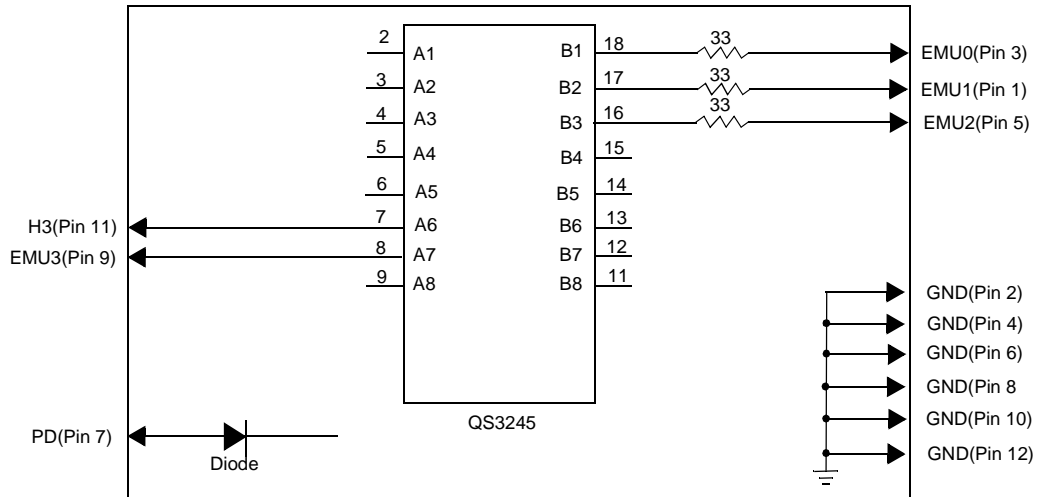 2 A1 B1 18 33 EMU0(Pin 3)
3 A2 B2 17 33 EMU1(Pin 1)
4 A3 B3 16 33 EMU2(Pin 5)
5 A4 B4 15
6 A5 B5 14
H3(Pin 11) 7 A6 B6 13
EMU3(Pin 9) 8 A7 B7 12
9 A8 B8 11
GND(Pin 2)
GND(Pin 4)
GND(Pin 6)
GND(Pin 8
GND(Pin 10)
QS3245
PD(Pin 7)
GND(Pin 12)
Diode